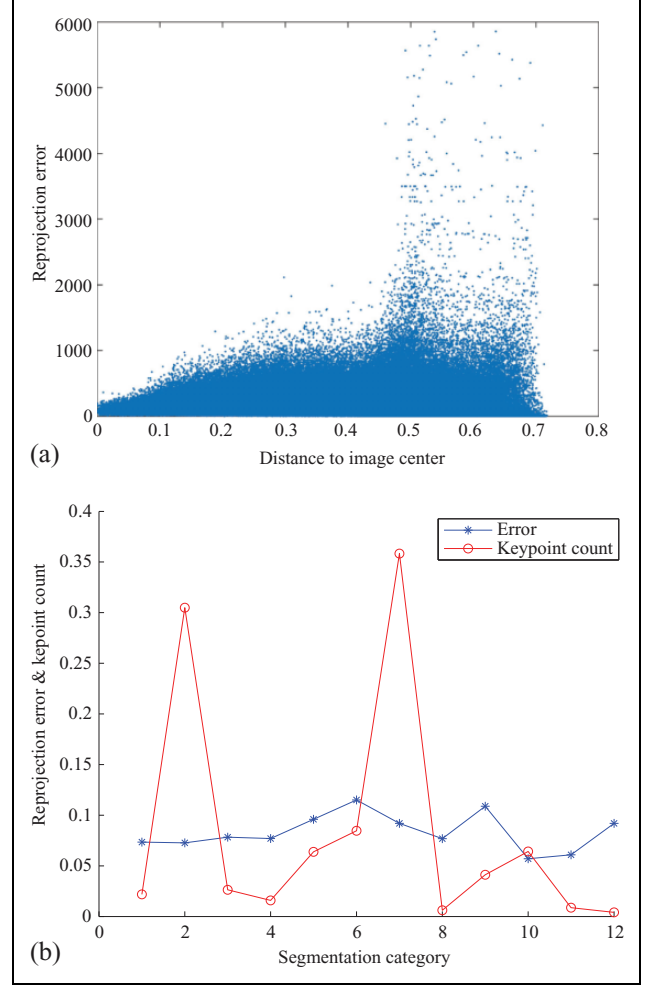 6000
5000
4000
3000
2000
1000
0
Reprojection error
0 0.1 0.2 0.3 0.4 0.5 0.6 0.7 0.8
Distance to image center
(a)
0.4
0.35
0.3
0.25
0.2
0.15
0.1
0.05
0
Reprojection error & kepoint count
Error
Keypoint count
0 2 4 6 8 10 12
Segmentation category
(b)